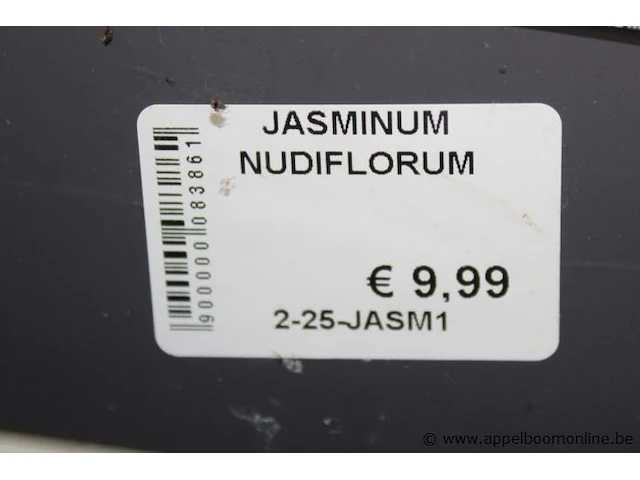 JASMINUM
NUDIFLORUM
9000000083861
€ 9,99
2-25-JASM1
© www.appelboomonline.be